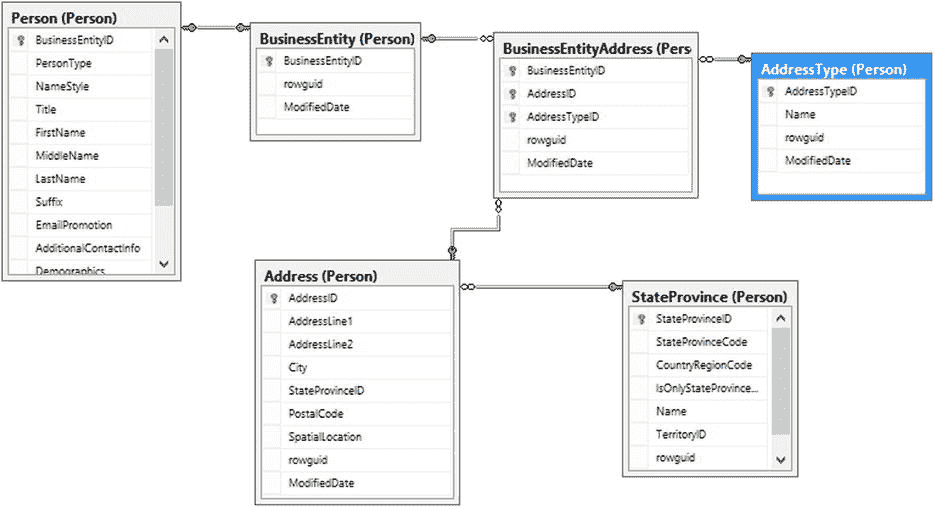 Person (Person)
BusinessEntityID
PersonType
NameStyle
Title
FirstName
MiddleName
LastName
Suffix
EmailPromotion
AdditionalContactInfo
Demographics
BusinessEntity (Person)
BusinessEntityID
rowguid
ModifiedDate
BusinessEntityAddress (Pers
BusinessEntityID
AddressID
AddressTypeID
rowguid
ModifiedDate
AddressType (Person)
AddressTypeID
Name
rowguid
ModifiedDate
Address (Person)
AddressID
AddressLine1
AddressLine2
City
StateProvinceID
PostalCode
SpatialLocation
rowguid
ModifiedDate
StateProvince (Person)
StateProvinceID
StateProvinceCode
CountryRegionCode
IsOnlyStateProvince...
Name
TerritoryID
rowguid